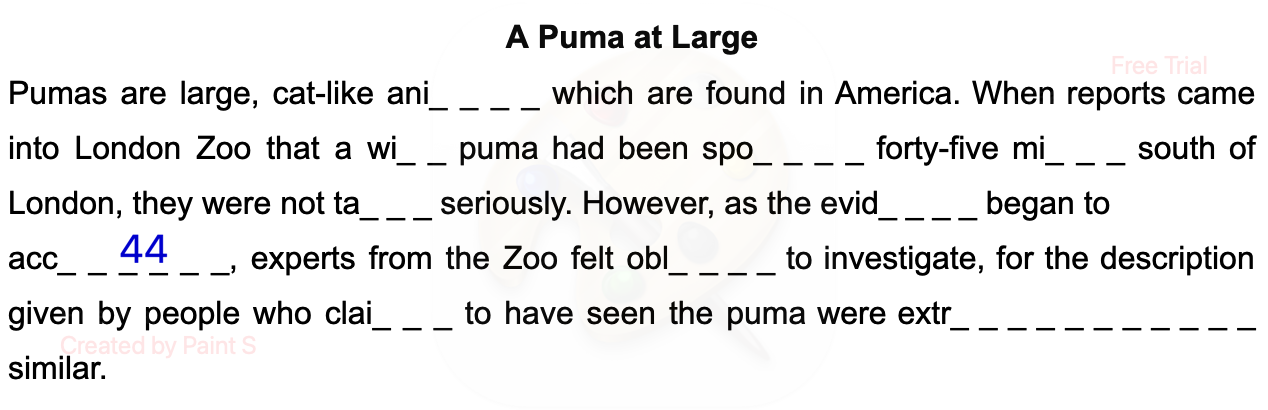 A Puma at Large
Free Trial
Pumas are large, cat-like ani_ _ _ _ which are found in America. When reports came
into London Zoo that a wi_ _ puma had been spo_ _ _ _ forty-five mi_ _ _ south of
London, they were not ta_ _ _ seriously. However, as the evid_ _ _ _ began to
44
acc_ _ _ _ _ _, experts from the Zoo felt obl_ _ _ _ to investigate, for the description
given by people who clai_ _ _ to have seen the puma were extr_ _ _ _ _ _ _ _ _ _ _
Created by Paint S
similar.